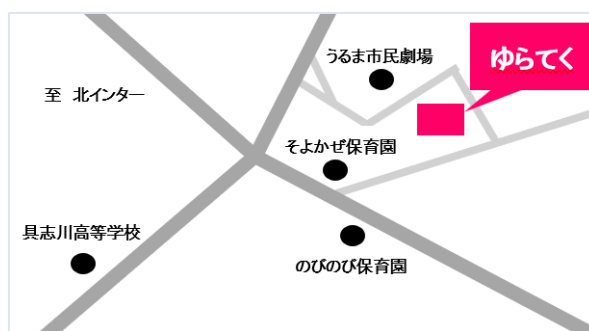 うるま市民劇場
ゆらてく
至 北インター
そよかぜ保育園
具志川高等学校
のびのび保育園